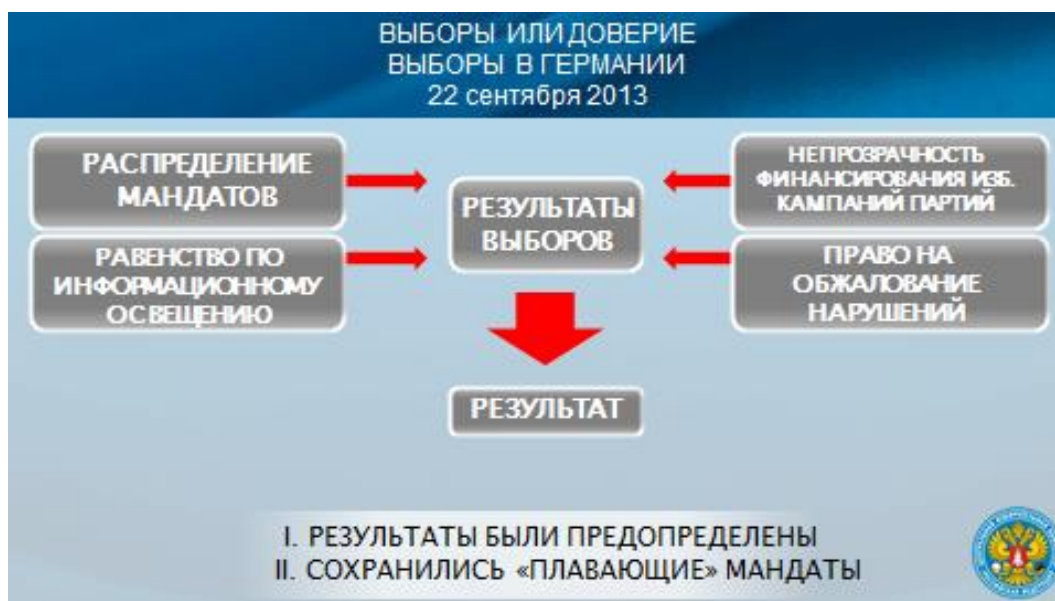 ВЫБОРЫ ИЛИ ДОВЕРИЕ
ВЫБОРЫ В ГЕРМАНИИ
22 сентября 2013
РАСПРЕДЕЛЕНИЕ
МАНДАТОВ
РАВЕНСТВО ПО
ИНФОРМАЦИОННОМУ
ОСВЕЩЕНИЮ
РЕЗУЛЬТАТЫ
ВЫБОРОВ
НЕПРОЗРАЧНОСТЬ
ФИНАНСИРОВАНИЯ ИЗБ.
КАМПАНИЙ ПАРТИЙ
ПРАВО НА
ОБЖАЛОВАНИЕ
НАРУШЕНИЙ
РЕЗУЛЬТАТ
I. РЕЗУЛЬТАТЫ БЫЛИ ПРЕДОПРЕДЕЛЕНЫ
II. СОХРАНИЛИСЬ «ПЛАВАЮЩИЕ» МАНДАТЫ